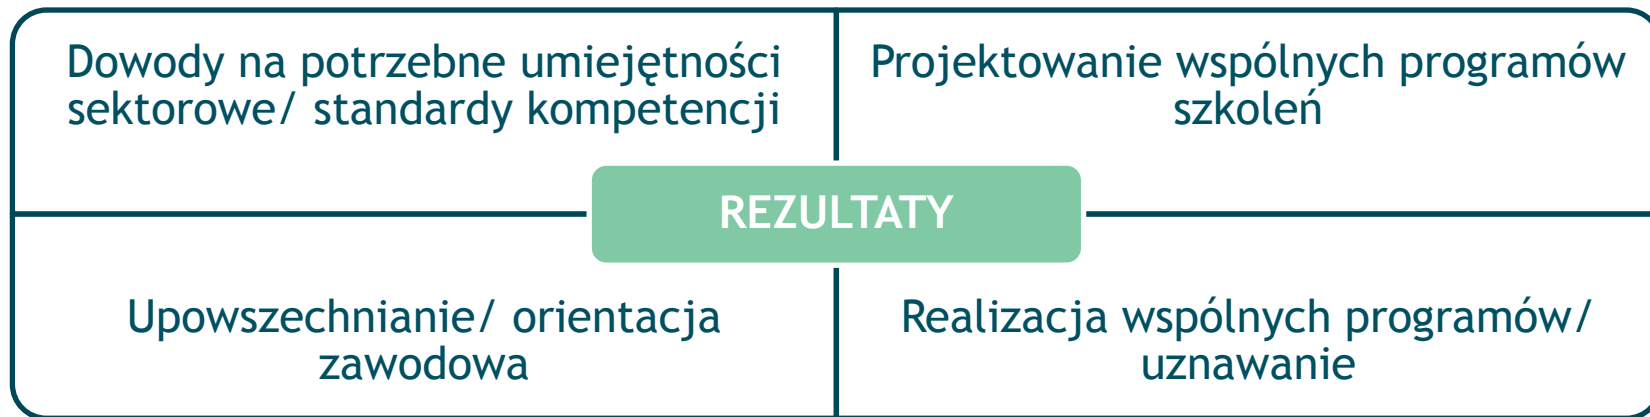 Dowody na potrzebne umiejętności
sektorowe/ standardy kompetencji
Projektowanie wspólnych programów
szkoleń
REZULTATY
Upowszechnianie/ orientacja
zawodowa
Realizacja wspólnych programów/
uznawanie